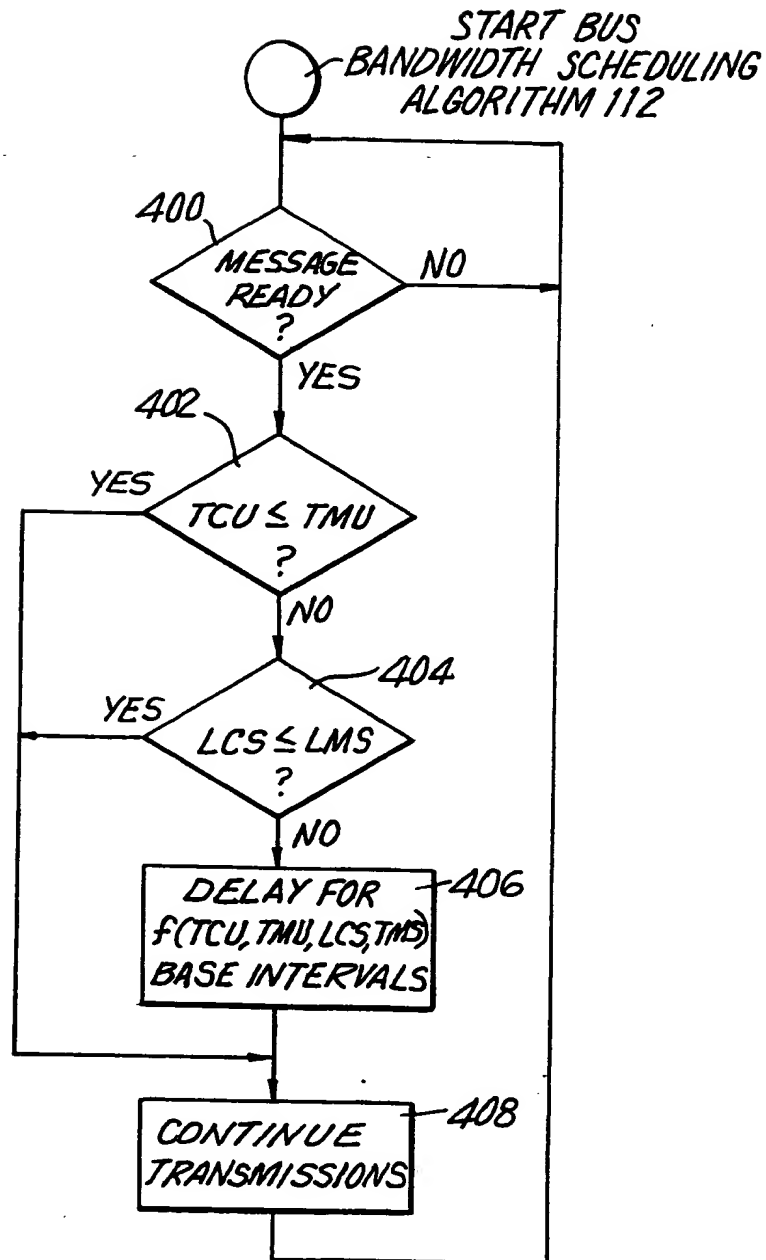 START BUS
BANDWIDTH SCHEDULING
ALGORITHM 112
400
MESSAGE
READY
?
NO
YES
402
YES
TCU ≤ TMU
?
NO
404
YES
LCS ≤ LMS
?
NO
406
DELAY FOR
f(TCU, TMU, LCS, TMS)
BASE INTERVALS
408
CONTINUE
TRANSMISSIONS